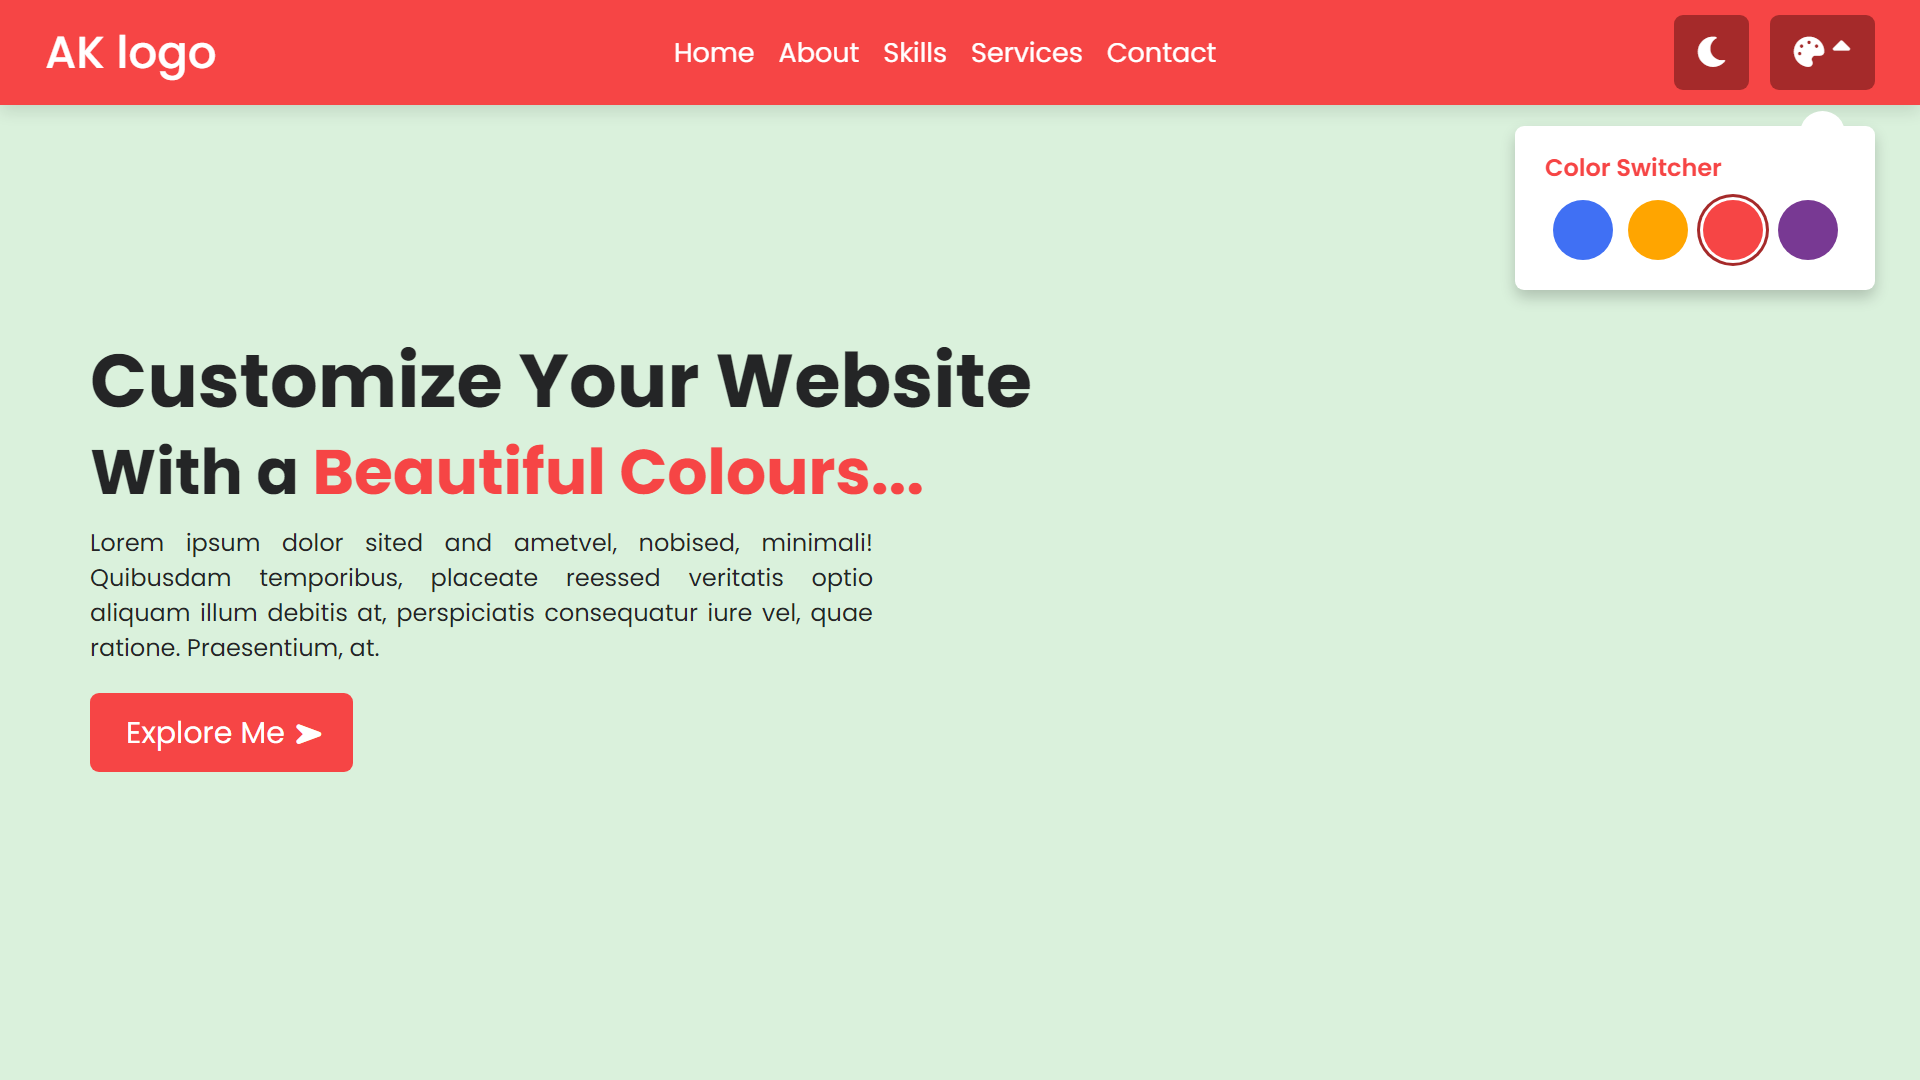 AK logo
Home About Skills Services Contact
Color Switcher
Customize Your Website
With a Beautiful Colours...
Lorem ipsum dolor sited and ametvel, nobised, minimali!
Quibusdam temporibus, placeate reessed veritatis optio
aliquam illum debitis at, perspiciatis consequatur iure vel, quae
ratione. Praesentium, at.
Explore Me